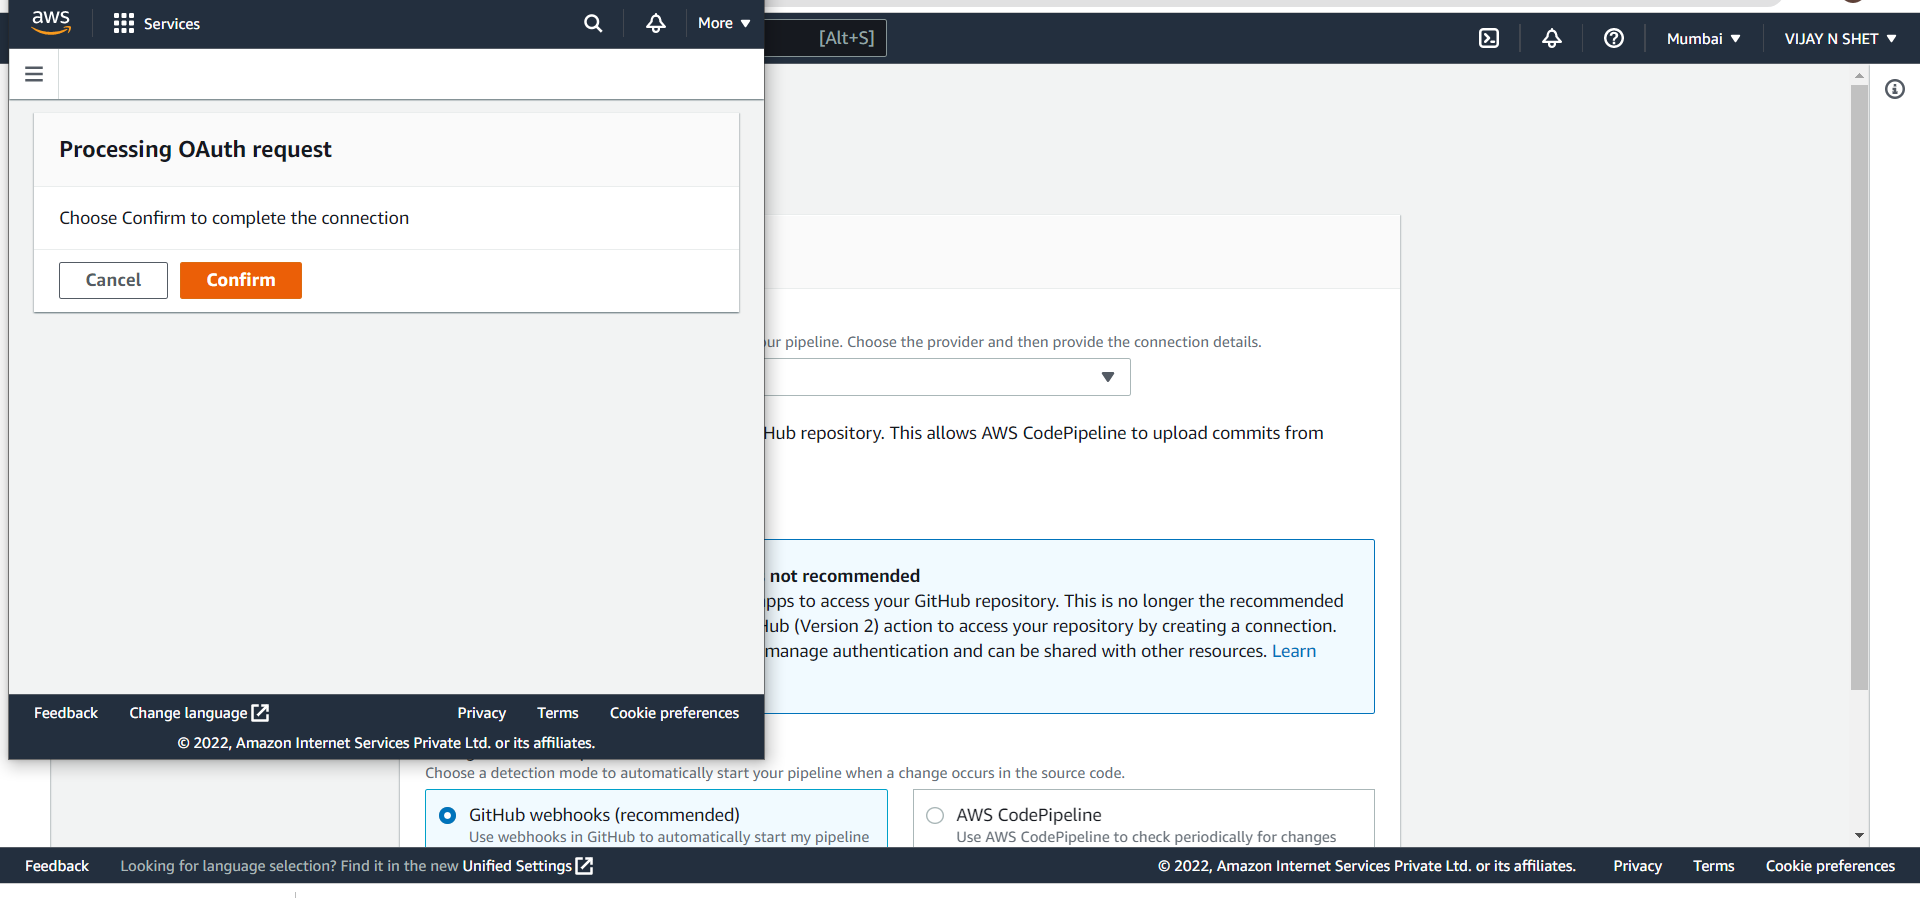 aws
Services
More
[Alt+S]
Mumbai
VIJAY N SHET
Processing OAuth request
Choose Confirm to complete the connection
Cancel
Confirm
pipeline. Choose the provider and then provide the connection details.
Hub repository. This allows AWS CodePipeline to upload commits from
not recommended
to access your GitHub repository. This is no longer the recommended
(Version 2) action to access your repository by creating a connection.
manage authentication and can be shared with other resources. Learn
Feedback
Change language
Privacy
Terms
Cookie preferences
© 2022, Amazon Internet Services Private Ltd. or its affiliates.
Choose a detection mode to automatically start your pipeline when a change occurs in the source code.
GitHub webhooks (recommended)
Use webhooks in GitHub to automatically start my pipeline
AWS CodePipeline
Use AWS CodePipeline to check periodically for changes
Feedback
Looking for language selection? Find it in the new Unified Settings
© 2022, Amazon Internet Services Private Ltd. or its affiliates.
Privacy
Terms
Cookie preferences